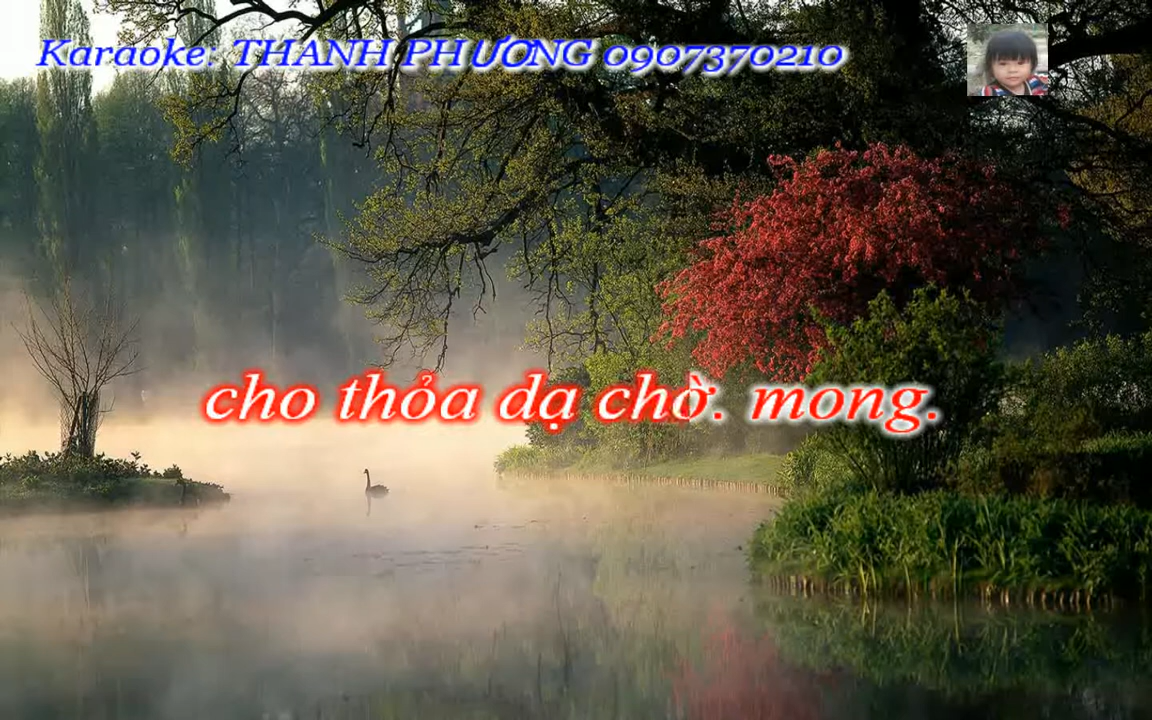 Karaoke: THANH PHƯƠNG 0907370210
cho thỏa dạ chờ. mong.